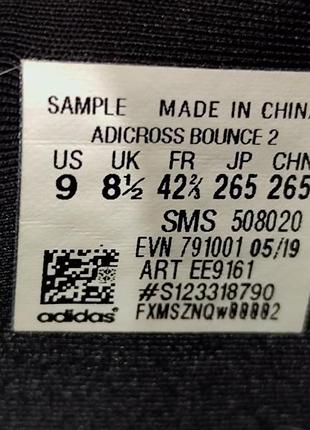 SAMPLE MADE IN CHINA
ADICROSS BOUNCE 2
US UK FR JP CHN
9 8½ 42⅔ 265 265
SMS 508020
EVN 791001 05/19
ART EE9161
#S123318790
adidas